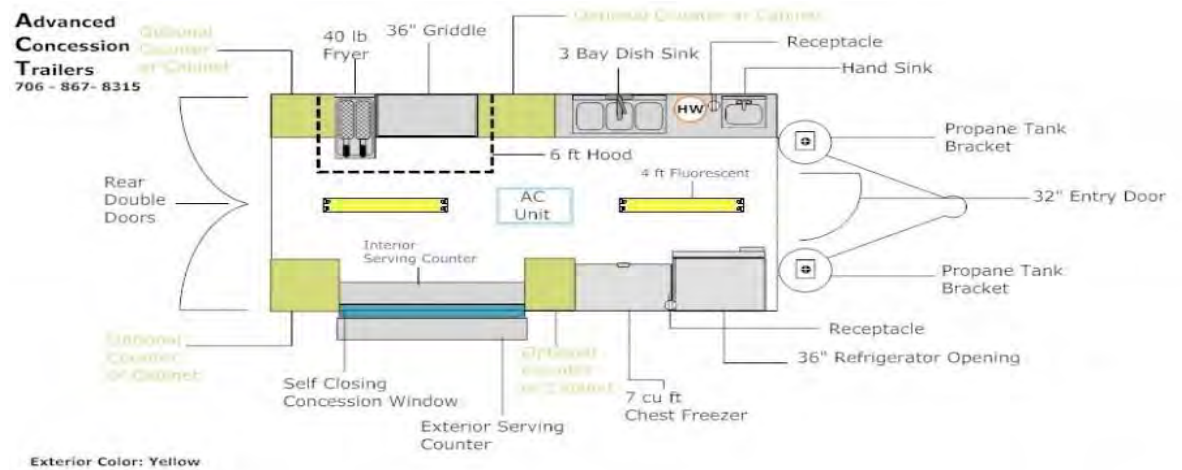 Advanced
Concession
Trailers
706 - 867- 8315
Optional
Counter
or Cabinet
40 lb
Fryer
36" Griddle
Optional Counter or Cabinet
3 Bay Dish Sink
Receptacle
Hand Sink
HW
Propane Tank
Bracket
6 ft Hood
4 ft Fluorescent
Rear
Double
Doors
AC
Unit
32" Entry Door
Interior
Serving Counter
Propane Tank
Bracket
Receptacle
36" Refrigerator Opening
Optional
Counter
or Cabinet
Optional
Counter
or Cabinet
Self Closing
Concession Window
7 cu ft
Chest Freezer
Exterior Serving
Counter
Exterior Color: Yellow